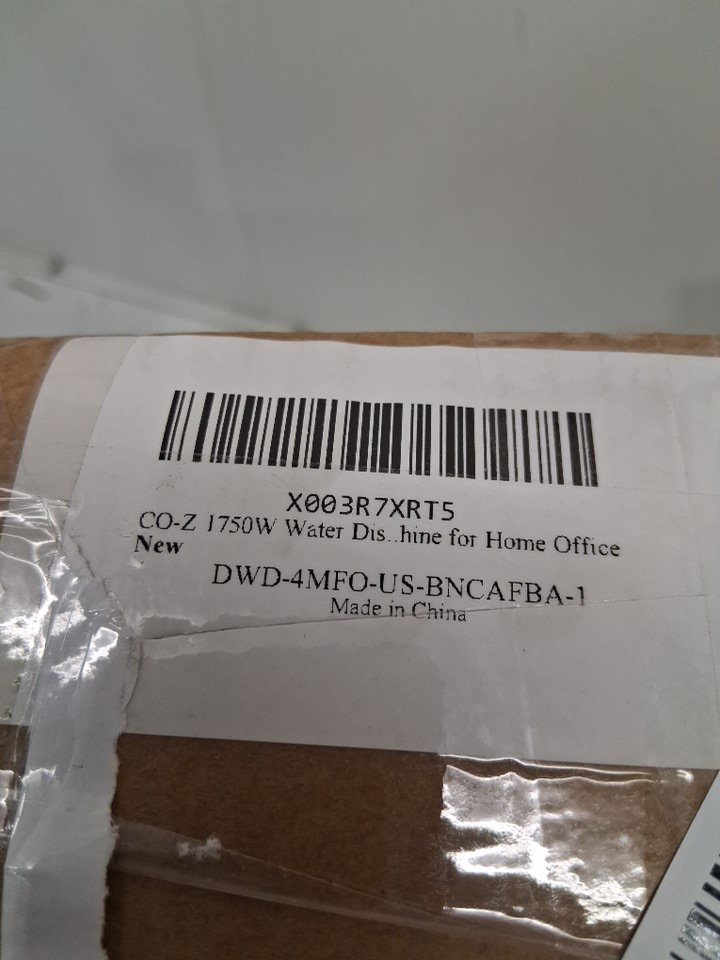 X003R7XRT5
CO-Z 1750W Water Dis..hine for Home Office
New
DWD-4MFO-US-BNCAFBA-1
Made in China